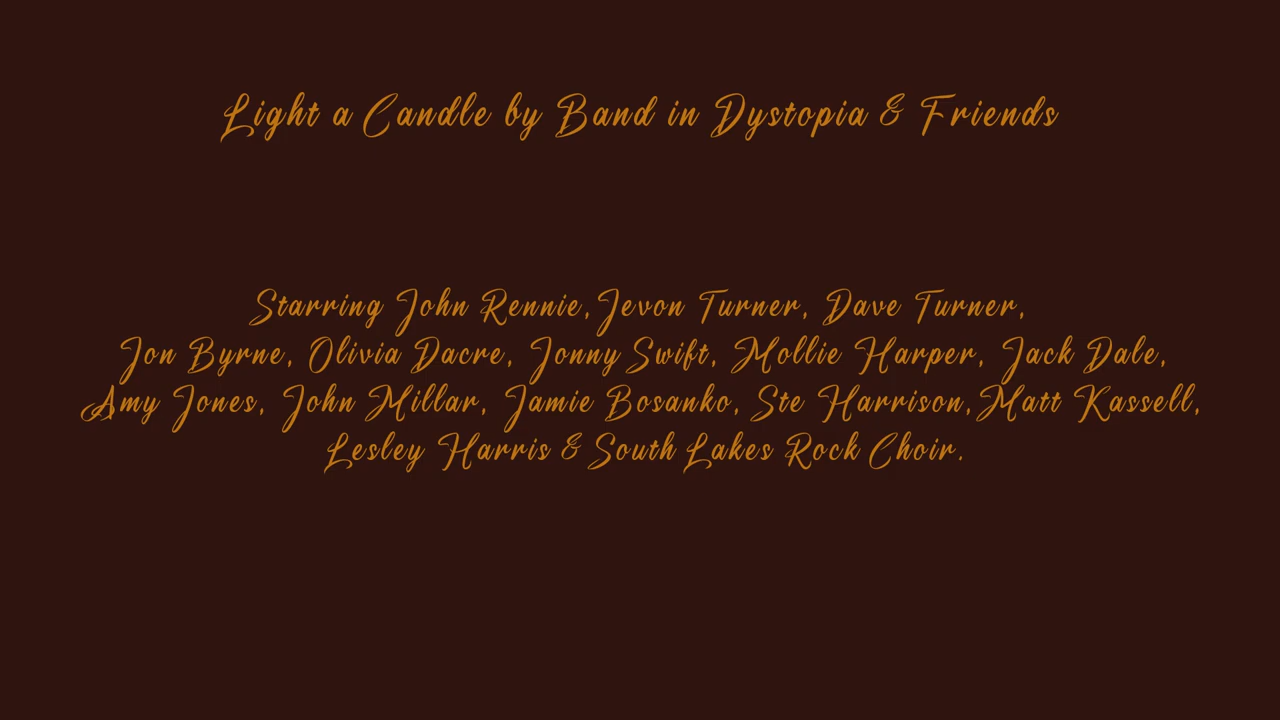 Light a Candle by Band in Dystopia & Friends
Starring John Rennie, Jevon Turner, Dave Turner,
Jon Byrne, Olivia Dacre, Jonny Swift, Mollie Harper, Jack Dale,
Amy Jones, John Millar, Jamie Bosanko, Ste Harrison, Matt Kassell,
Lesley Harris & South Lakes Rock Choir.